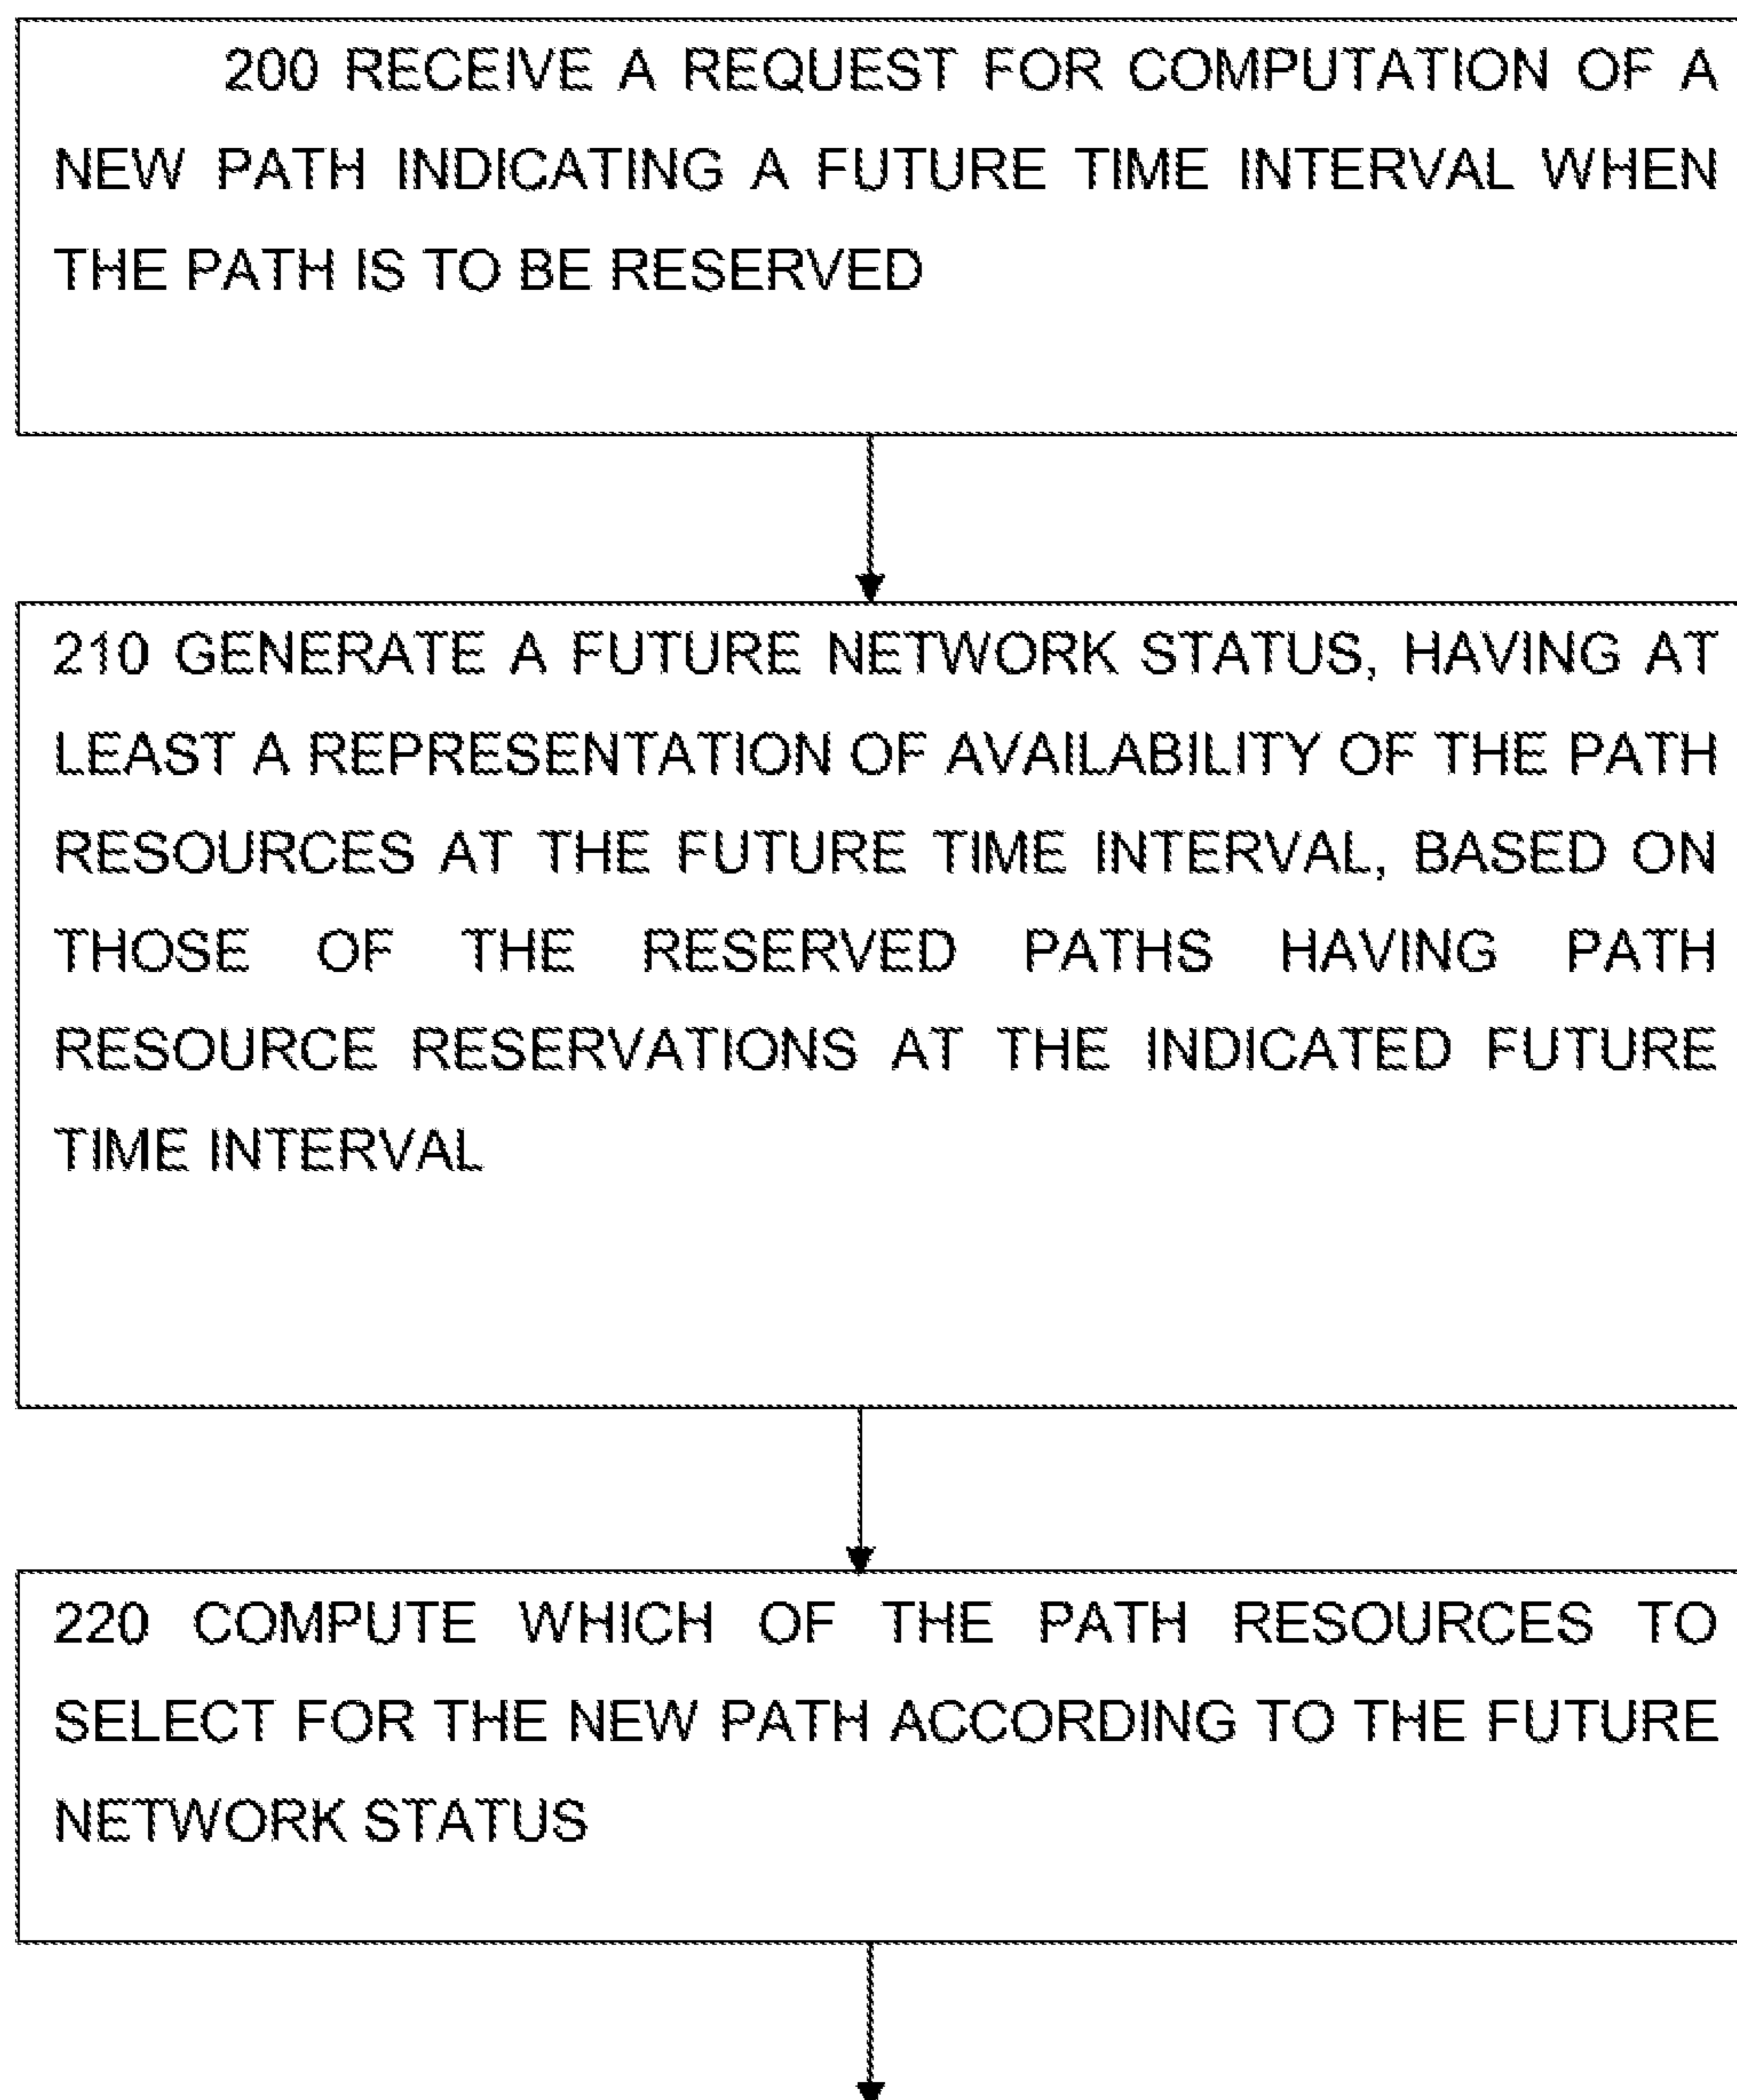 200 RECEIVE A REQUEST FOR COMPUTATION OF A
NEW PATH INDICATING A FUTURE TIME INTERVAL WHEN
THE PATH IS TO BE RESERVED
210 GENERATE A FUTURE NETWORK STATUS, HAVING AT
LEAST A REPRESENTATION OF AVAILABILITY OF THE PATH
RESOURCES AT THE FUTURE TIME INTERVAL, BASED ON
THOSE OF THE RESERVED PATHS HAVING PATH
RESOURCE RESERVATIONS AT THE INDICATED FUTURE
TIME INTERVAL
220 COMPUTE WHICH OF THE PATH RESOURCES TO
SELECT FOR THE NEW PATH ACCORDING TO THE FUTURE
NETWORK STATUS